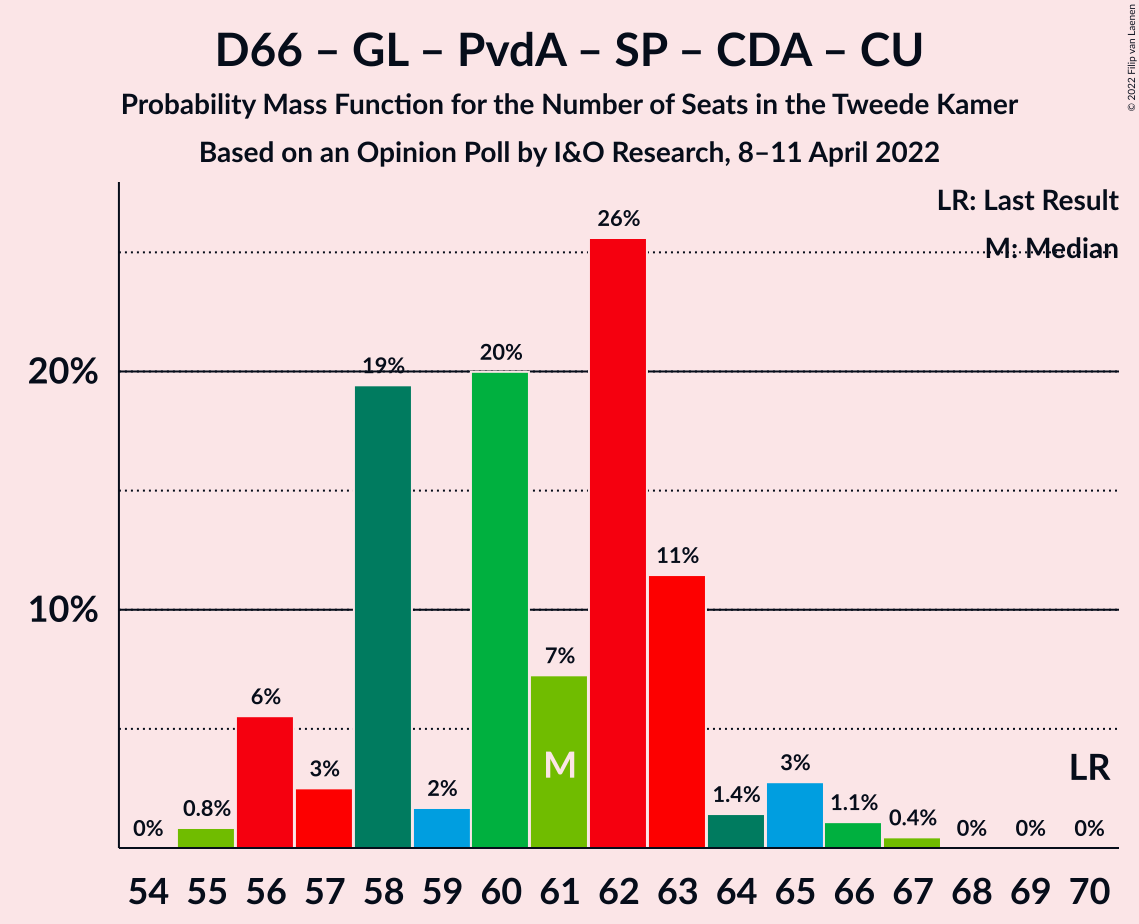 D66 – GL – PvdA – SP – CDA – CU
Probability Mass Function for the Number of Seats in the Tweede Kamer
Based on an Opinion Poll by I&O Research, 8–11 April 2022
© 2022 Filip van Laenen
LR: Last Result
M: Median
20%
10%
0%
0.8%
6%
3%
19%
2%
20%
7%
26%
11%
1.4%
3%
1.1%
0.4%
0%
0%
0%
M
LR
54 55 56 57 58 59 60 61 62 63 64 65 66 67 68 69 70